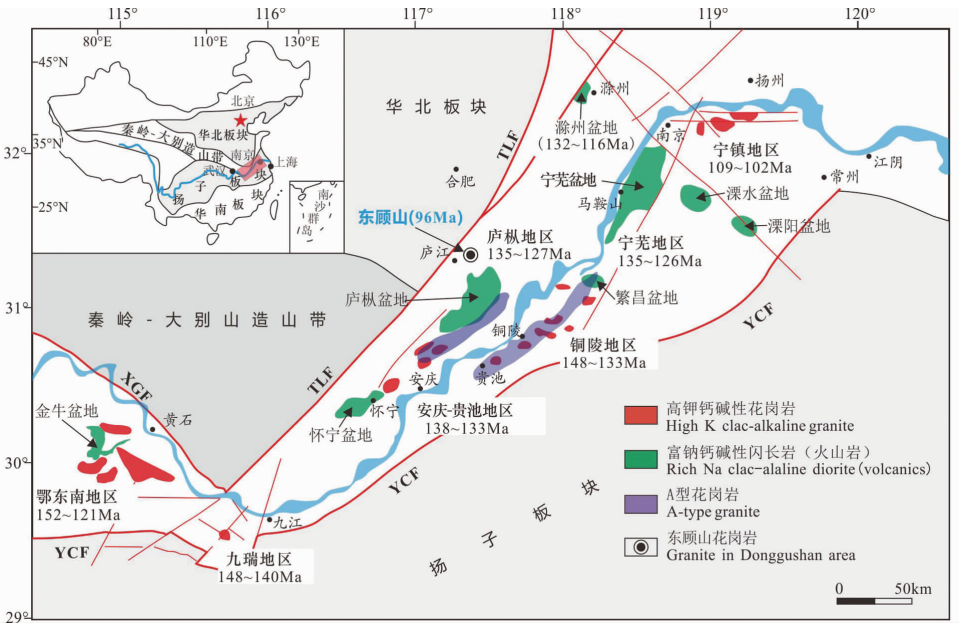 115°
116°
117°
118°
119°
120°
80°E
110°E
130°E
45°N
35°N
25°N
北京
秦岭-大别造山带
华北板块
南京
上海
武汉
扬子板块
华南板块
南沙群岛
32°
31°
30°
29°
华北板块
TLF
合肥
滁州
滁州盆地
(132~116Ma)
扬州
南京
宁镇地区
109~102Ma
江阴
常州
宁芜盆地
马鞍山
溧水盆地
溧阳盆地
东顾山(96Ma)
庐江
庐枞地区
135~127Ma
宁芜地区
135~126Ma
庐枞盆地
繁昌盆地
YCF
秦岭-大别山造山带
铜陵
铜陵地区
148~133Ma
TLF
XGF
贵池
安庆
怀宁
怀宁盆地
安庆-贵池地区
138~133Ma
金牛盆地
黄石
鄂东南地区
152~121Ma
YCF
九江
YCF
九瑞地区
148~140Ma
扬子板块
高钾钙碱性花岗岩
High K clac-alkaline granite
富钠钙碱性闪长岩（火山岩）
Rich Na clac-alaline diorite(volcanics)
A型花岗岩
A-type granite
东顾山花岗岩
Granite in Donggushan area
0 50km